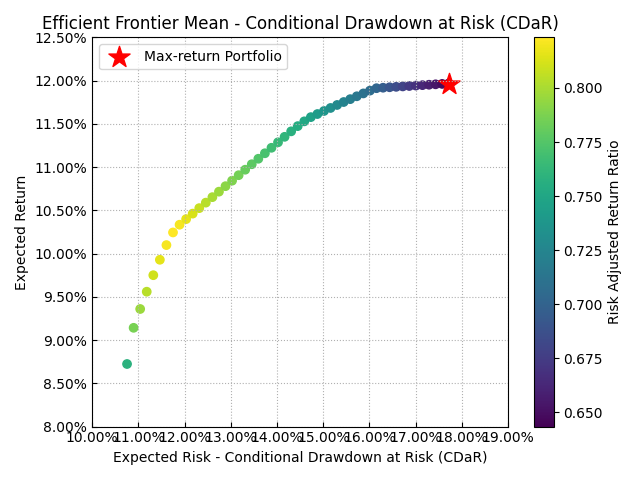 Efficient Frontier Mean - Conditional Drawdown at Risk (CDaR)
Max-return Portfolio
12.50%
12.00%
11.50%
11.00%
10.50%
10.00%
9.50%
9.00%
8.50%
8.00%
Expected Return
10.00% 11.00% 12.00% 13.00% 14.00% 15.00% 16.00% 17.00% 18.00% 19.00%
Expected Risk - Conditional Drawdown at Risk (CDaR)
0.800
0.775
0.750
0.725
0.700
0.675
0.650
Risk Adjusted Return Ratio